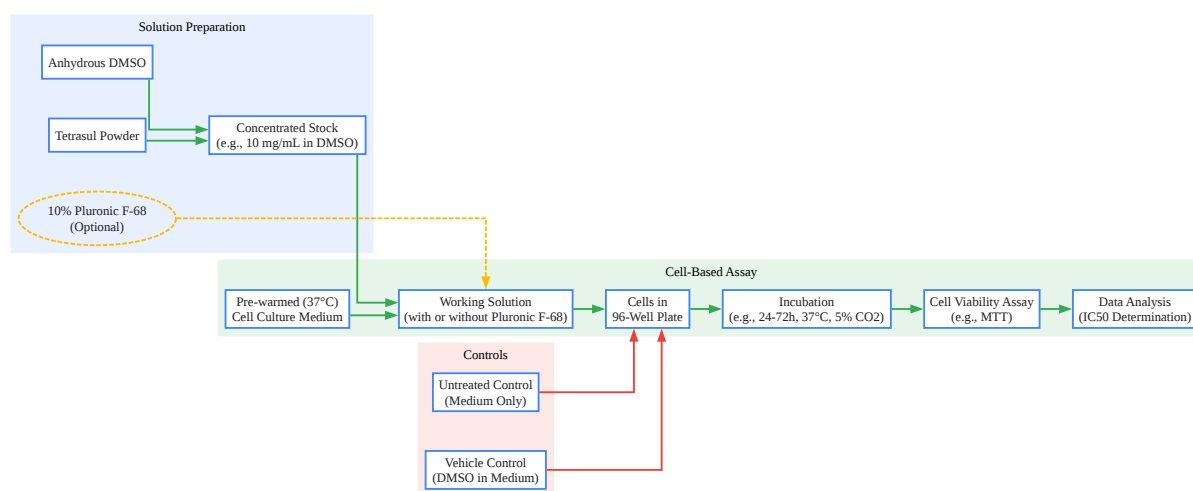 Solution Preparation
Anhydrous DMSO
Tetrasul Powder
Concentrated Stock
(e.g., 10 mg/mL in DMSO)
10% Pluronic F-68
(Optional)
Cell-Based Assay
Pre-warmed (37°C)
Cell Culture Medium
Working Solution
(with or without Pluronic F-68)
Cells in
96-Well Plate
Incubation
(e.g., 24-72h, 37°C, 5% CO2)
Cell Viability Assay
(e.g., MTT)
Data Analysis
(IC50 Determination)
Controls
Untreated Control
(Medium Only)
Vehicle Control
(DMSO in Medium)